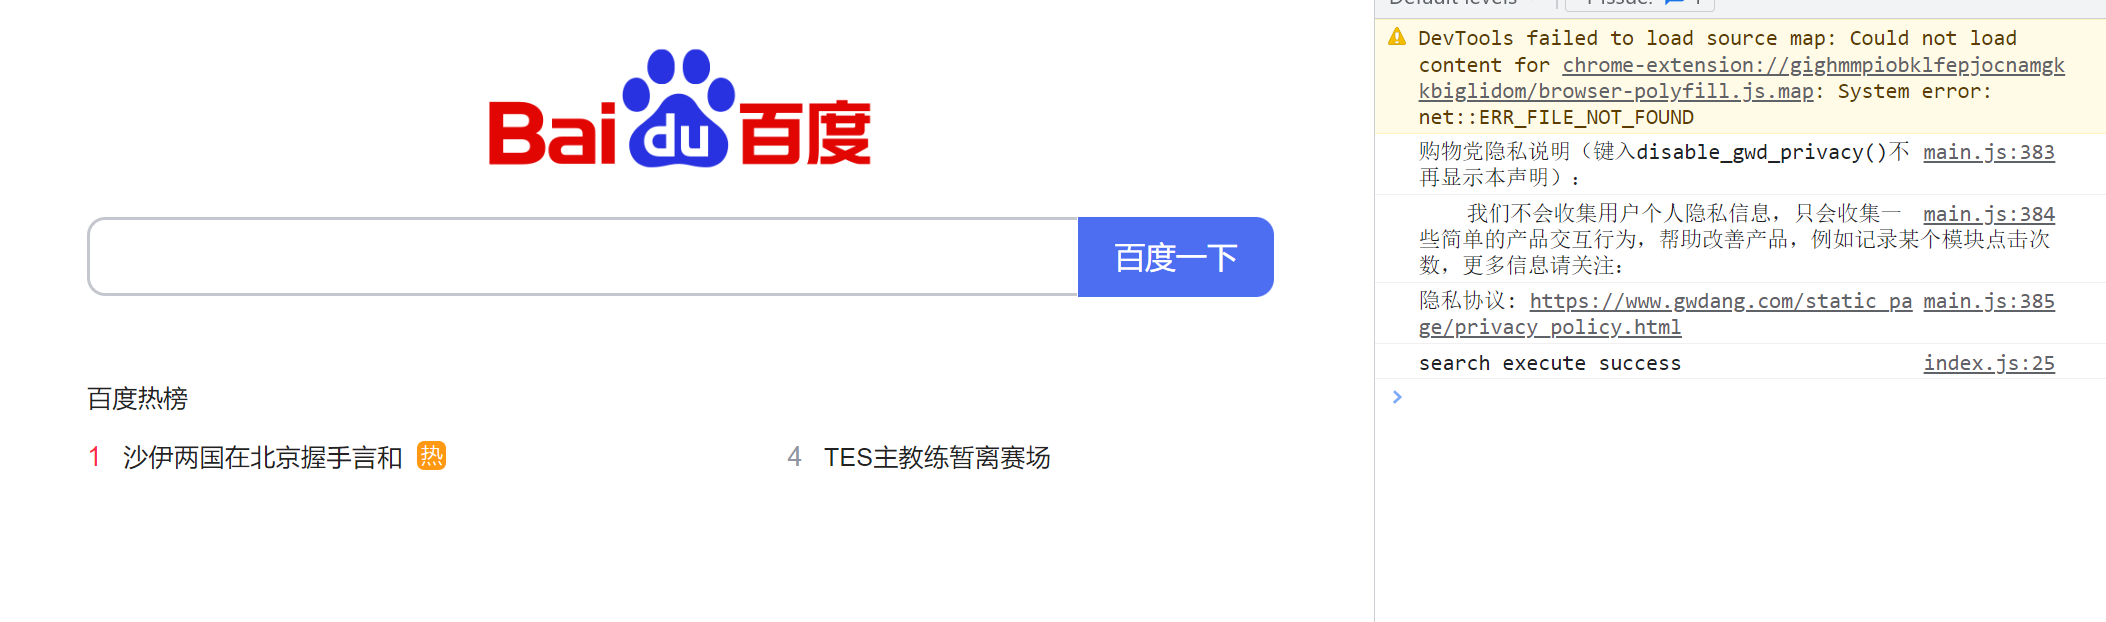 Bai du 百度
百度一下
百度热榜
1 沙伊两国在北京握手言和 热
4 TES主教练暂离赛场
Default levels
1 Issue: 1
DevTools failed to load source map: Could not load
content for chrome-extension://gighmmpiobklfepjocnamgk
kbiglidom/browser-polyfill.js.map: System error:
net::ERR_FILE_NOT_FOUND
购物党隐私说明（键入disable_gwd_privacy()不 main.js:383
再显示本声明）：
我们不会收集用户个人隐私信息，只会收集一 main.js:384
些简单的产品交互行为，帮助改善产品，例如记录某个模块点击次
数，更多信息请关注：
隐私协议: https://www.gwdang.com/static_pa main.js:385
ge/privacy_policy.html
search execute success index.js:25